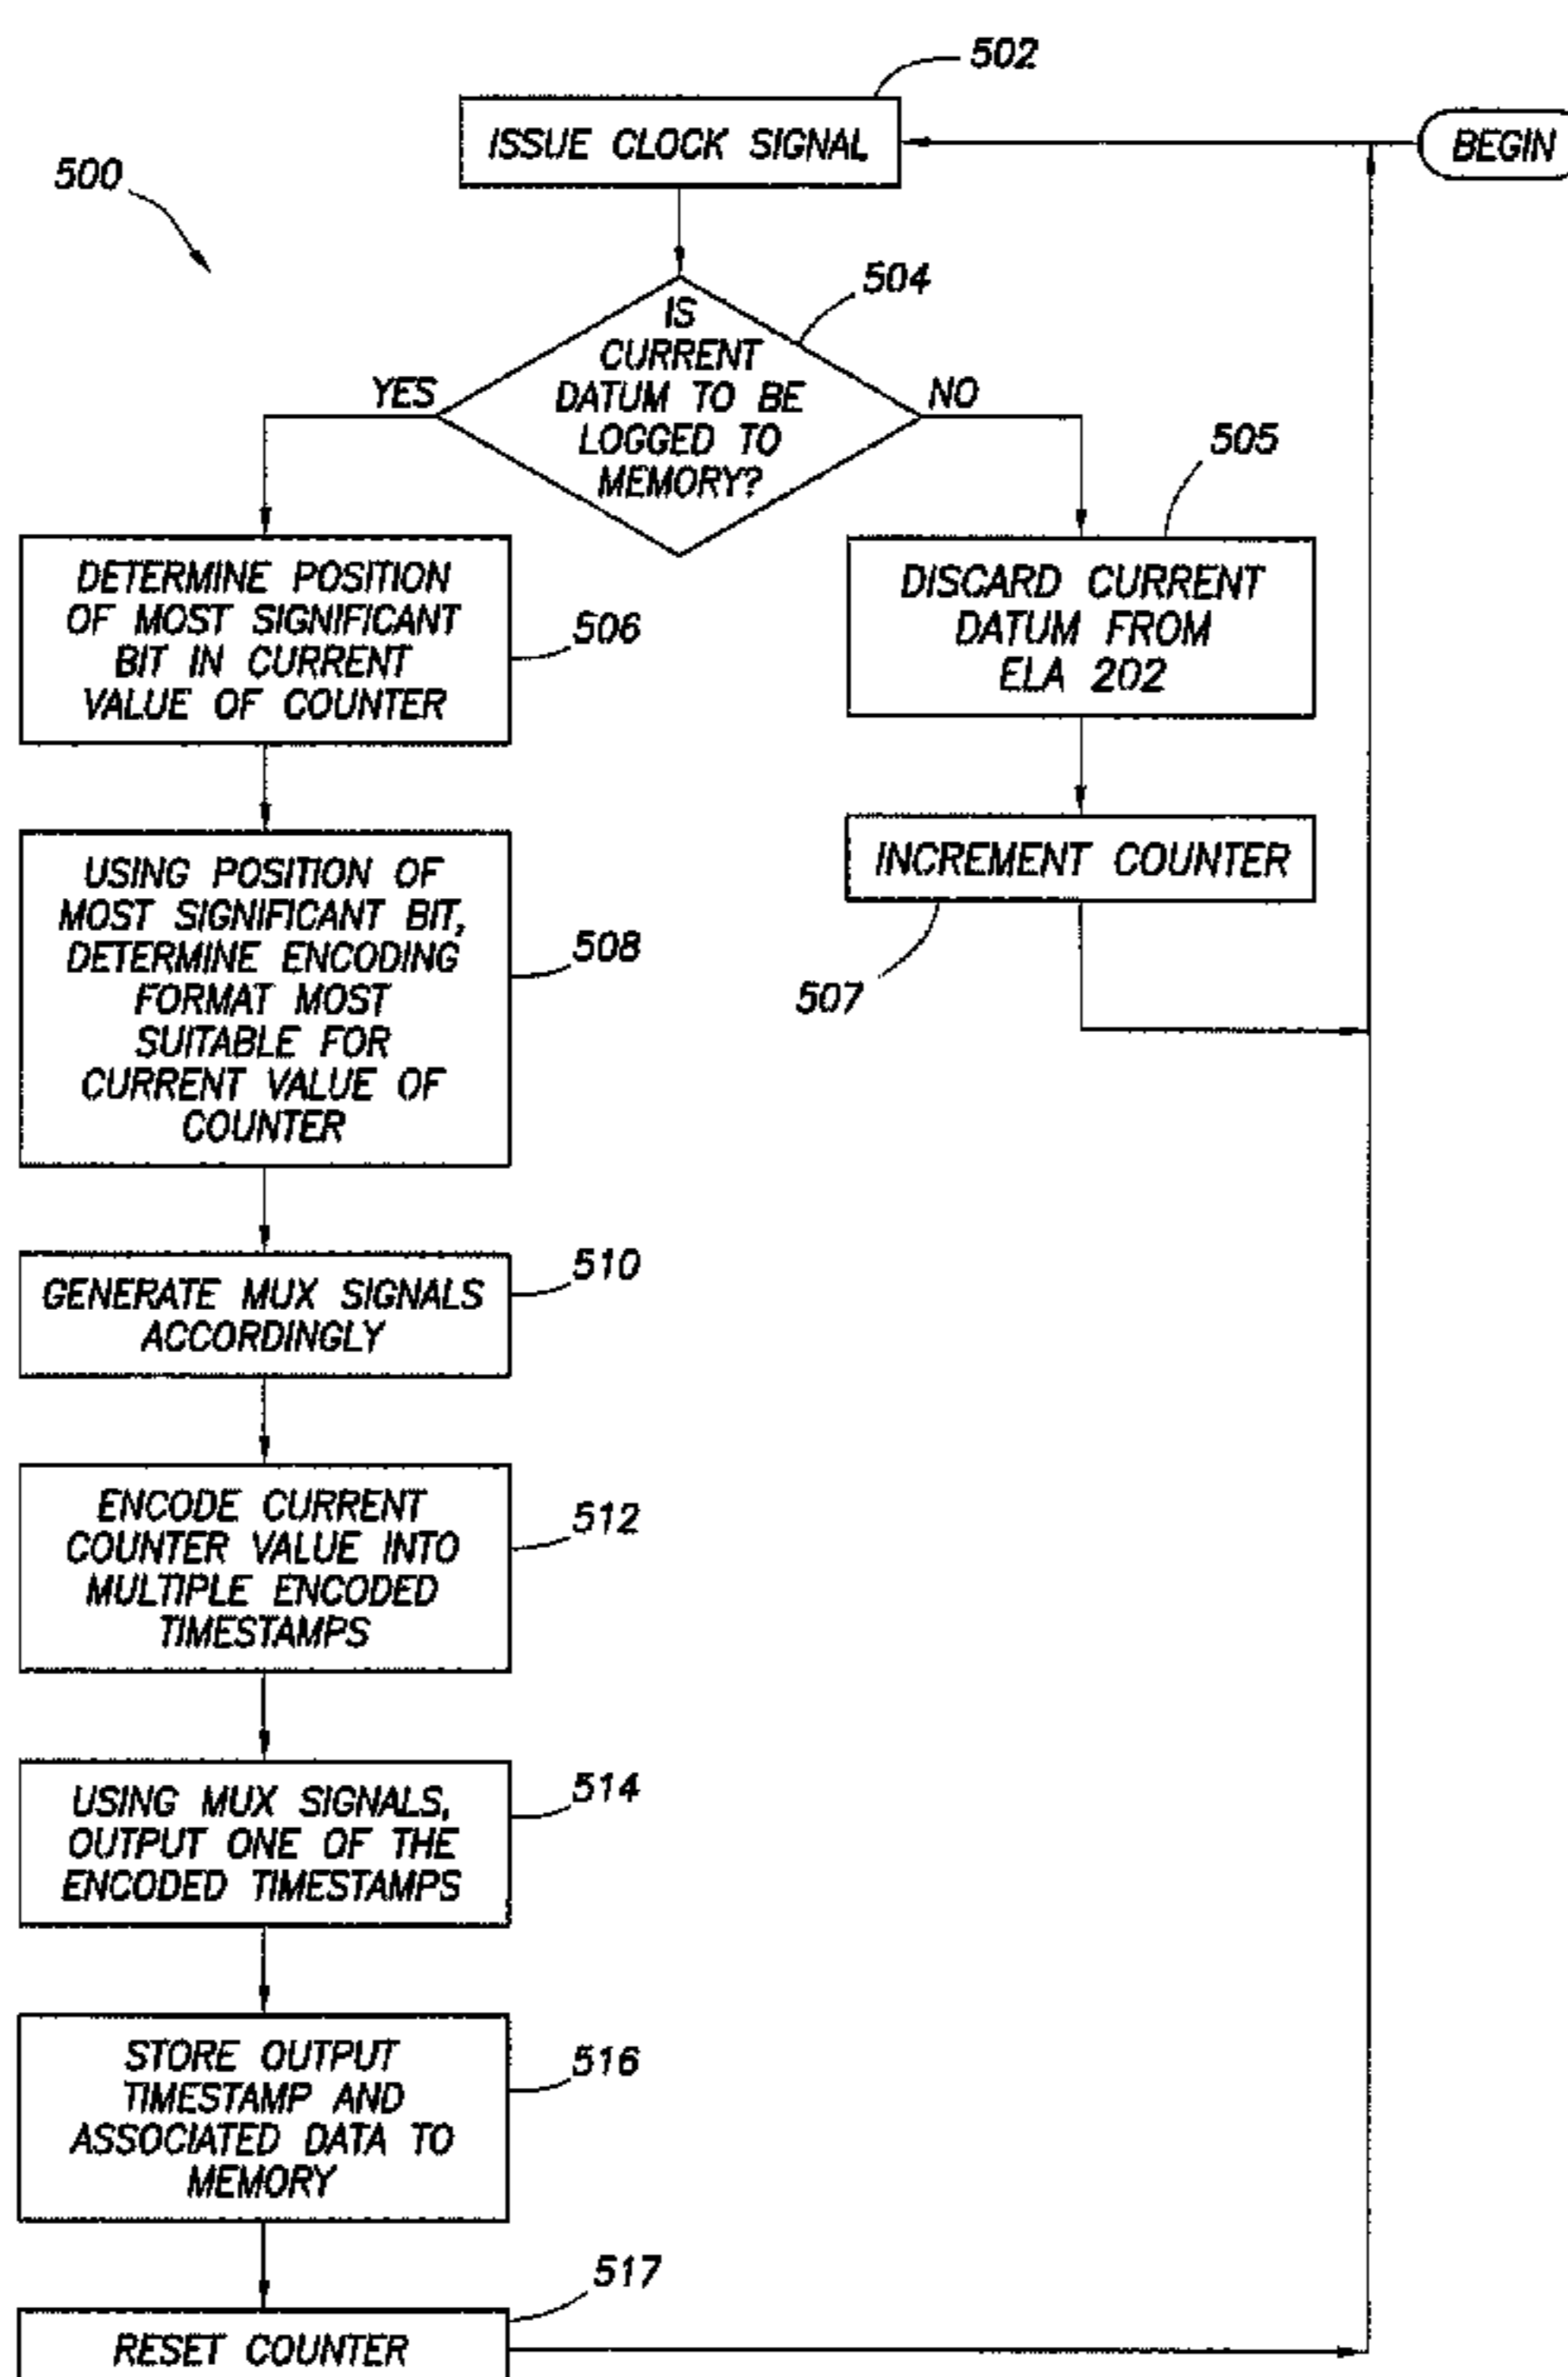 502
ISSUE CLOCK SIGNAL
BEGIN
500
504
IS
CURRENT
DATUM TO BE
LOGGED TO
MEMORY?
YES
NO
505
DETERMINE POSITION
OF MOST SIGNIFICANT
BIT IN CURRENT
VALUE OF COUNTER
506
DISCARD CURRENT
DATUM FROM
ELA 202
INCREMENT COUNTER
507
USING POSITION OF
MOST SIGNIFICANT BIT,
DETERMINE ENCODING
FORMAT MOST
SUITABLE FOR
CURRENT VALUE OF
COUNTER
508
GENERATE MUX SIGNALS
ACCORDINGLY
510
ENCODE CURRENT
COUNTER VALUE INTO
MULTIPLE ENCODED
TIMESTAMPS
512
USING MUX SIGNALS,
OUTPUT ONE OF THE
ENCODED TIMESTAMPS
514
STORE OUTPUT
TIMESTAMP AND
ASSOCIATED DATA TO
MEMORY
516
517
RESET COUNTER